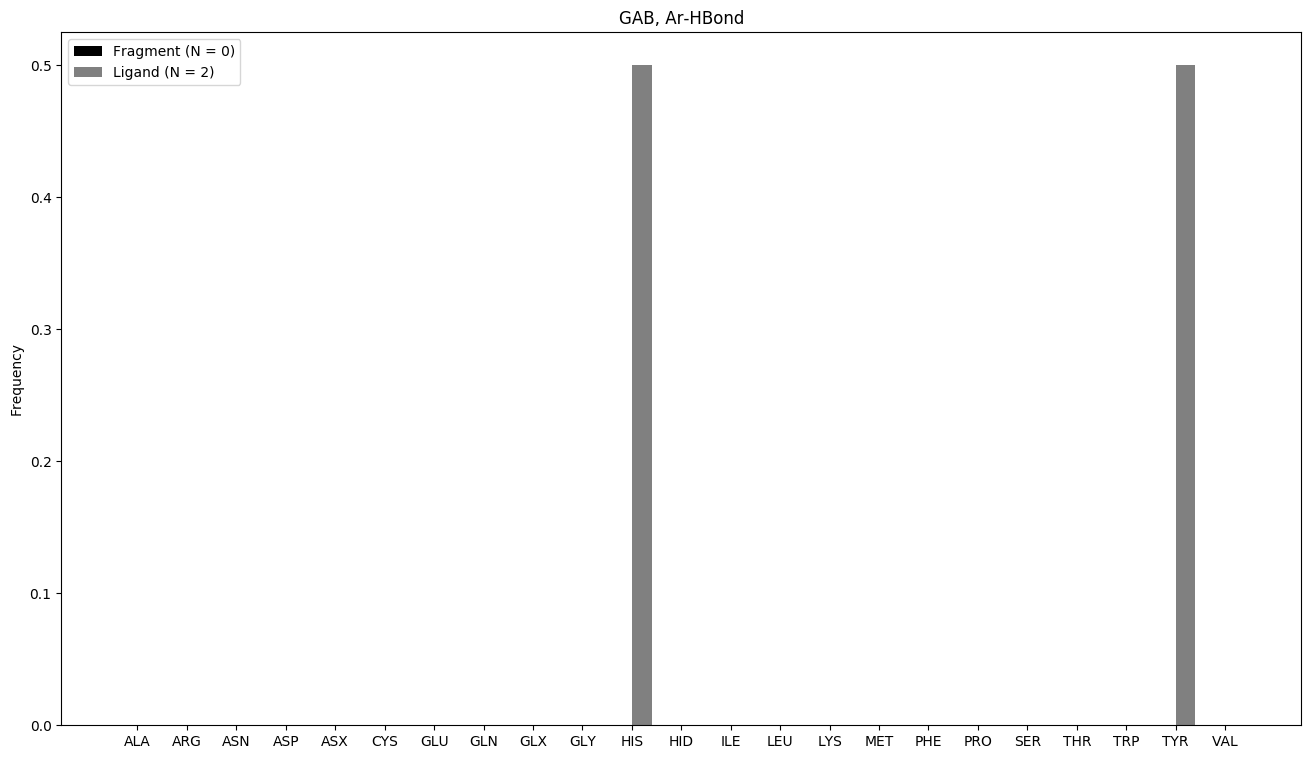 GAB, Ar-HBond
Fragment (N = 0)
Ligand (N = 2)
0.5
0.4
0.3
0.2
0.1
0.0
Frequency
ALA ARG ASN ASP ASX CYS GLU GLN GLX GLY HIS HID ILE LEU LYS MET PHE PRO SER THR TRP TYR VAL